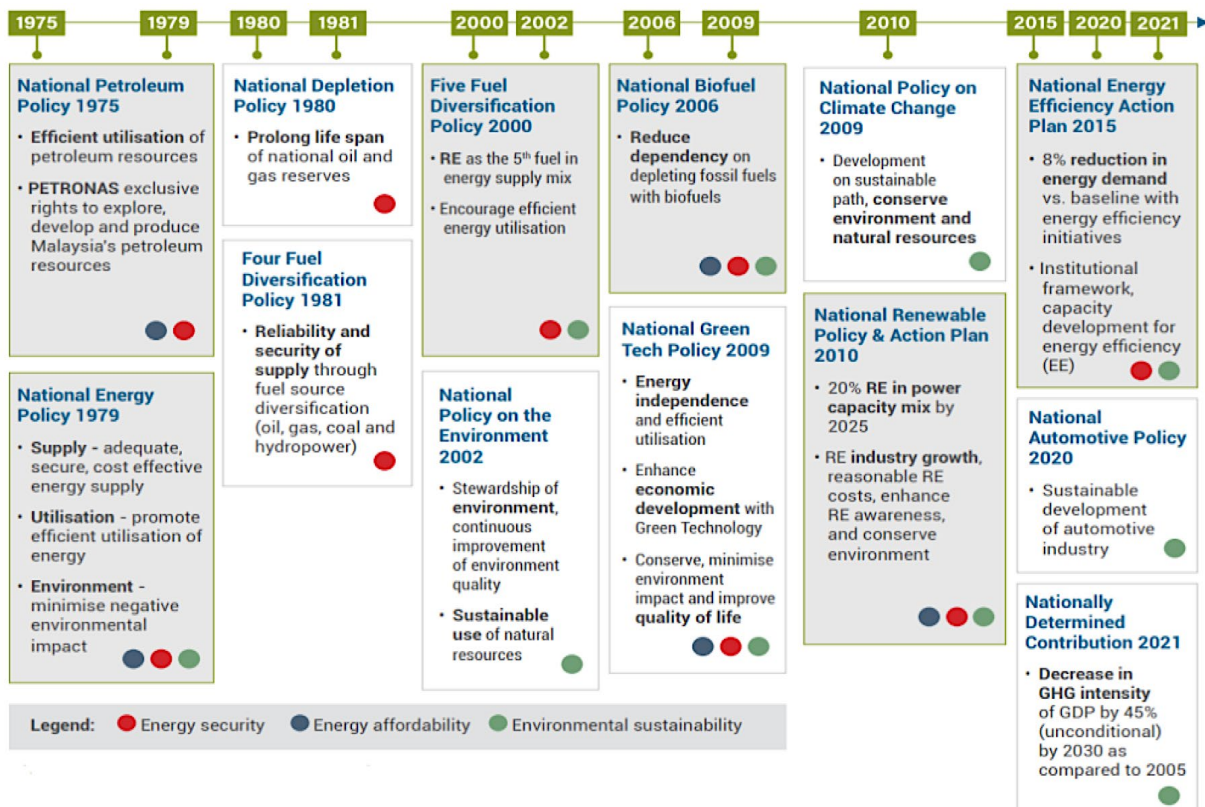 1975
1979
1980
1981
2000
2002
2006
2009
2010
2015
2020
2021
National Petroleum
Policy 1975
• Efficient utilisation of
petroleum resources
• PETRONAS exclusive
rights to explore,
develop and produce
Malaysia's petroleum
resources
National Energy
Policy 1979
• Supply - adequate,
secure, cost effective
energy supply
• Utilisation - promote
efficient utilisation of
energy
• Environment -
minimise negative
environmental
impact
National Depletion
Policy 1980
• Prolong life span
of national oil and
gas reserves
Four Fuel
Diversification
Policy 1981
• Reliability and
security of
supply through
fuel source
diversification
(oil, gas, coal and
hydropower)
Five Fuel
Diversification
Policy 2000
• RE as the 5th fuel in
energy supply mix
• Encourage efficient
energy utilisation
National
Policy on the
Environment
2002
• Stewardship of
environment,
continuous
improvement
of environment
quality
• Sustainable
use of natural
resources
National Biofuel
Policy 2006
• Reduce
dependency on
depleting fossil fuels
with biofuels
National Green
Tech Policy 2009
• Energy
independence
and efficient
utilisation
• Enhance
economic
development with
Green Technology
• Conserve, minimise
environment
impact and improve
quality of life
National Policy on
Climate Change
2009
• Development
on sustainable
path, conserve
environment and
natural resources
National Renewable
Policy & Action Plan
2010
• 20% RE in power
capacity mix by
2025
• RE industry growth,
reasonable RE
costs, enhance
RE awareness,
and conserve
environment
National Energy
Efficiency Action
Plan 2015
• 8% reduction in
energy demand
vs. baseline with
energy efficiency
initiatives
• Institutional
framework,
capacity
development for
energy efficiency
(EE)
National
Automotive Policy
2020
• Sustainable
development
of automotive
industry
Nationally
Determined
Contribution 2021
• Decrease in
GHG intensity
of GDP by 45%
(unconditional)
by 2030 as
compared to 2005
Legend: Energy security Energy affordability Environmental sustainability